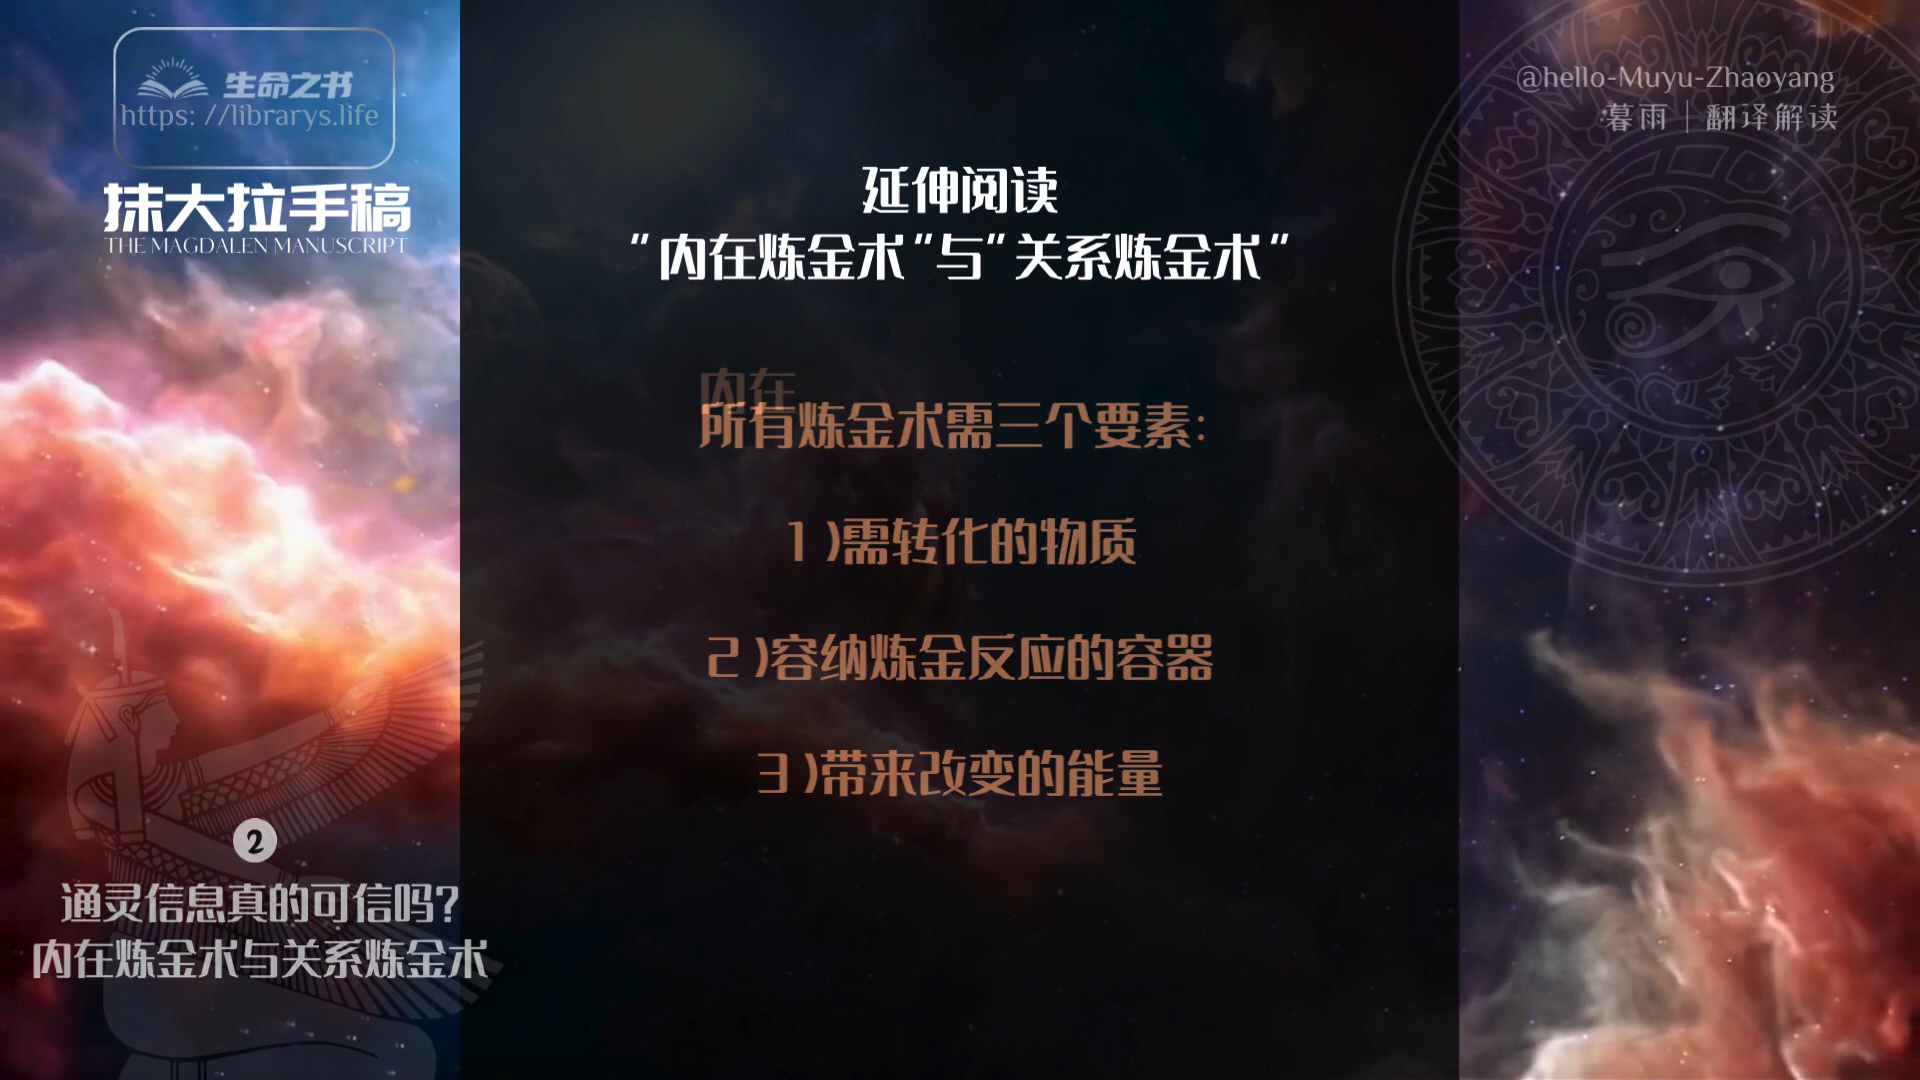 生命之书
https: //librarys.life
抹大拉手稿
THE MAGDALEN MANUSCRIPT
@hello-Muyu-Zhaoyang
暮雨｜翻译解读
延伸阅读
"内在炼金术"与"关系炼金术"
内在
所有炼金术需三个要素:
1)需转化的物质
2)容纳炼金反应的容器
3)带来改变的能量
2
通灵信息真的可信吗?
内在炼金术与关系炼金术